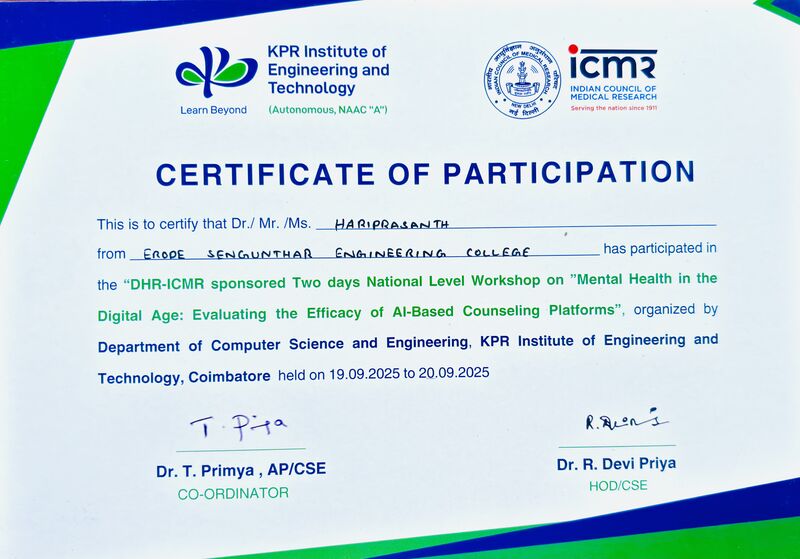 KPR Institute of
Engineering and
Technology
Learn Beyond
(Autonomous, NAAC "A")
INDIAN COUNCIL OF MEDICAL RESEARCH
NEW DELHI
नई दिल्ली
icmr
INDIAN COUNCIL OF
MEDICAL RESEARCH
Serving the nation since 1911
CERTIFICATE OF PARTICIPATION
This is to certify that Dr./ Mr. /Ms. HARIPRASANTH
from ERODE SENGUNTHAR ENGINEERING COLLEGE has participated in
the “DHR-ICMR sponsored Two days National Level Workshop on ”Mental Health in the
Digital Age: Evaluating the Efficacy of AI-Based Counseling Platforms”, organized by
Department of Computer Science and Engineering, KPR Institute of Engineering and
Technology, Coimbatore held on 19.09.2025 to 20.09.2025
T. Priya
Dr. T. Primya , AP/CSE
CO-ORDINATOR
Dr. R. Devi Priya
HOD/CSE